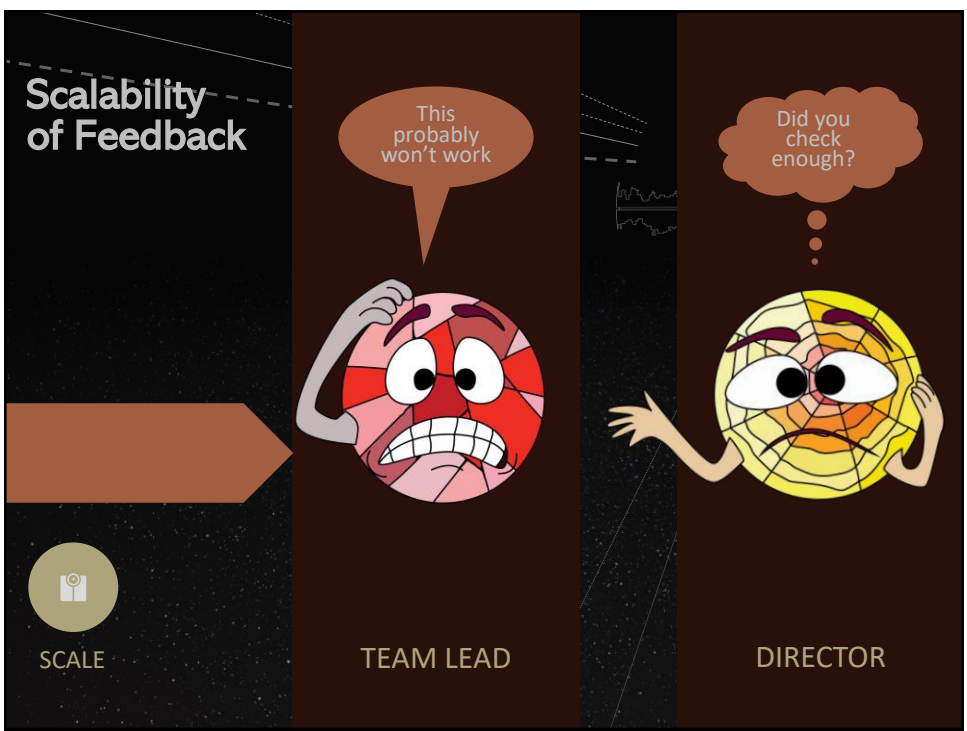 Scalability
of Feedback
This
probably
won't work
Did you
check
enough?
SCALE
TEAM LEAD
DIRECTOR